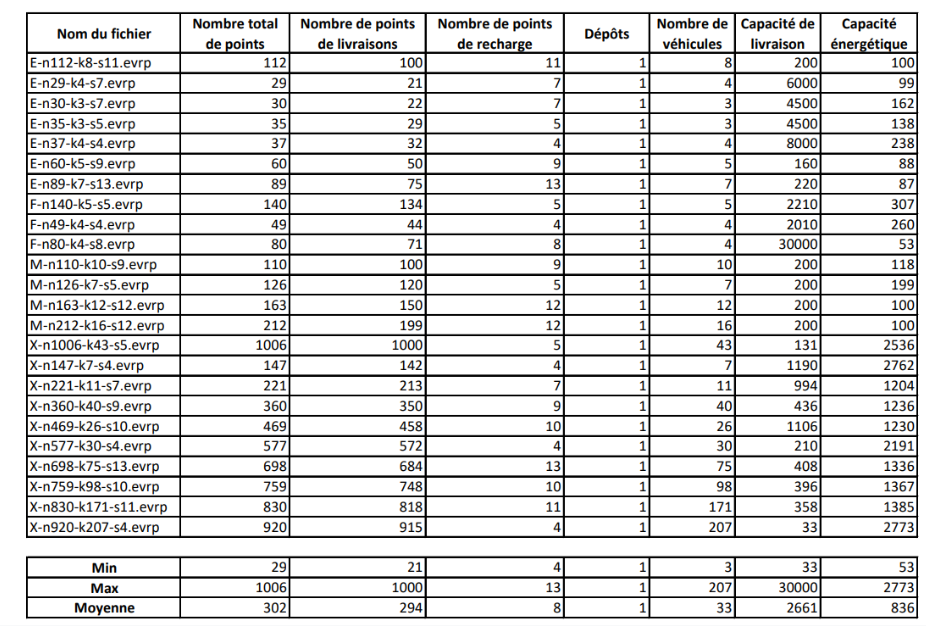 Nom du fichier Nombre total de points Nombre de points de livraisons Nombre de points de recharge Dépôts Nombre de véhicules Capacité de livraison Capacité énergétique
E-n112-k8-s11.evrp 112 100 11 1 8 200 100
E-n29-k4-s7.evrp 29 21 7 1 4 6000 99
E-n30-k3-s7.evrp 30 22 7 1 3 4500 162
E-n35-k3-s5.evrp 35 29 5 1 3 4500 138
E-n37-k4-s4.evrp 37 32 4 1 4 8000 238
E-n60-k5-s9.evrp 60 50 9 1 5 160 88
E-n89-k7-s13.evrp 89 75 13 1 7 220 87
F-n140-k5-s5.evrp 140 134 5 1 5 2210 307
F-n49-k4-s4.evrp 49 44 4 1 4 2010 260
F-n80-k4-s8.evrp 80 71 8 1 4 30000 53
M-n110-k10-s9.evrp 110 100 9 1 10 200 118
M-n126-k7-s5.evrp 126 120 5 1 7 200 199
M-n163-k12-s12.evrp 163 150 12 1 12 200 100
M-n212-k16-s12.evrp 212 199 12 1 16 200 100
X-n1006-k43-s5.evrp 1006 1000 5 1 43 131 2536
X-n147-k7-s4.evrp 147 142 4 1 7 1190 2762
X-n221-k11-s7.evrp 221 213 7 1 11 994 1204
X-n360-k40-s9.evrp 360 350 9 1 40 436 1236
X-n469-k26-s10.evrp 469 458 10 1 26 1106 1230
X-n577-k30-s4.evrp 577 572 4 1 30 210 2191
X-n698-k75-s13.evrp 698 684 13 1 75 408 1336
X-n759-k98-s10.evrp 759 748 10 1 98 396 1367
X-n830-k171-s11.evrp 830 818 11 1 171 358 1385
X-n920-k207-s4.evrp 920 915 4 1 207 33 2773
Min 29 21 4 1 3 33 53
Max 1006 1000 13 1 207 30000 2773
Moyenne 302 294 8 1 33 2661 836